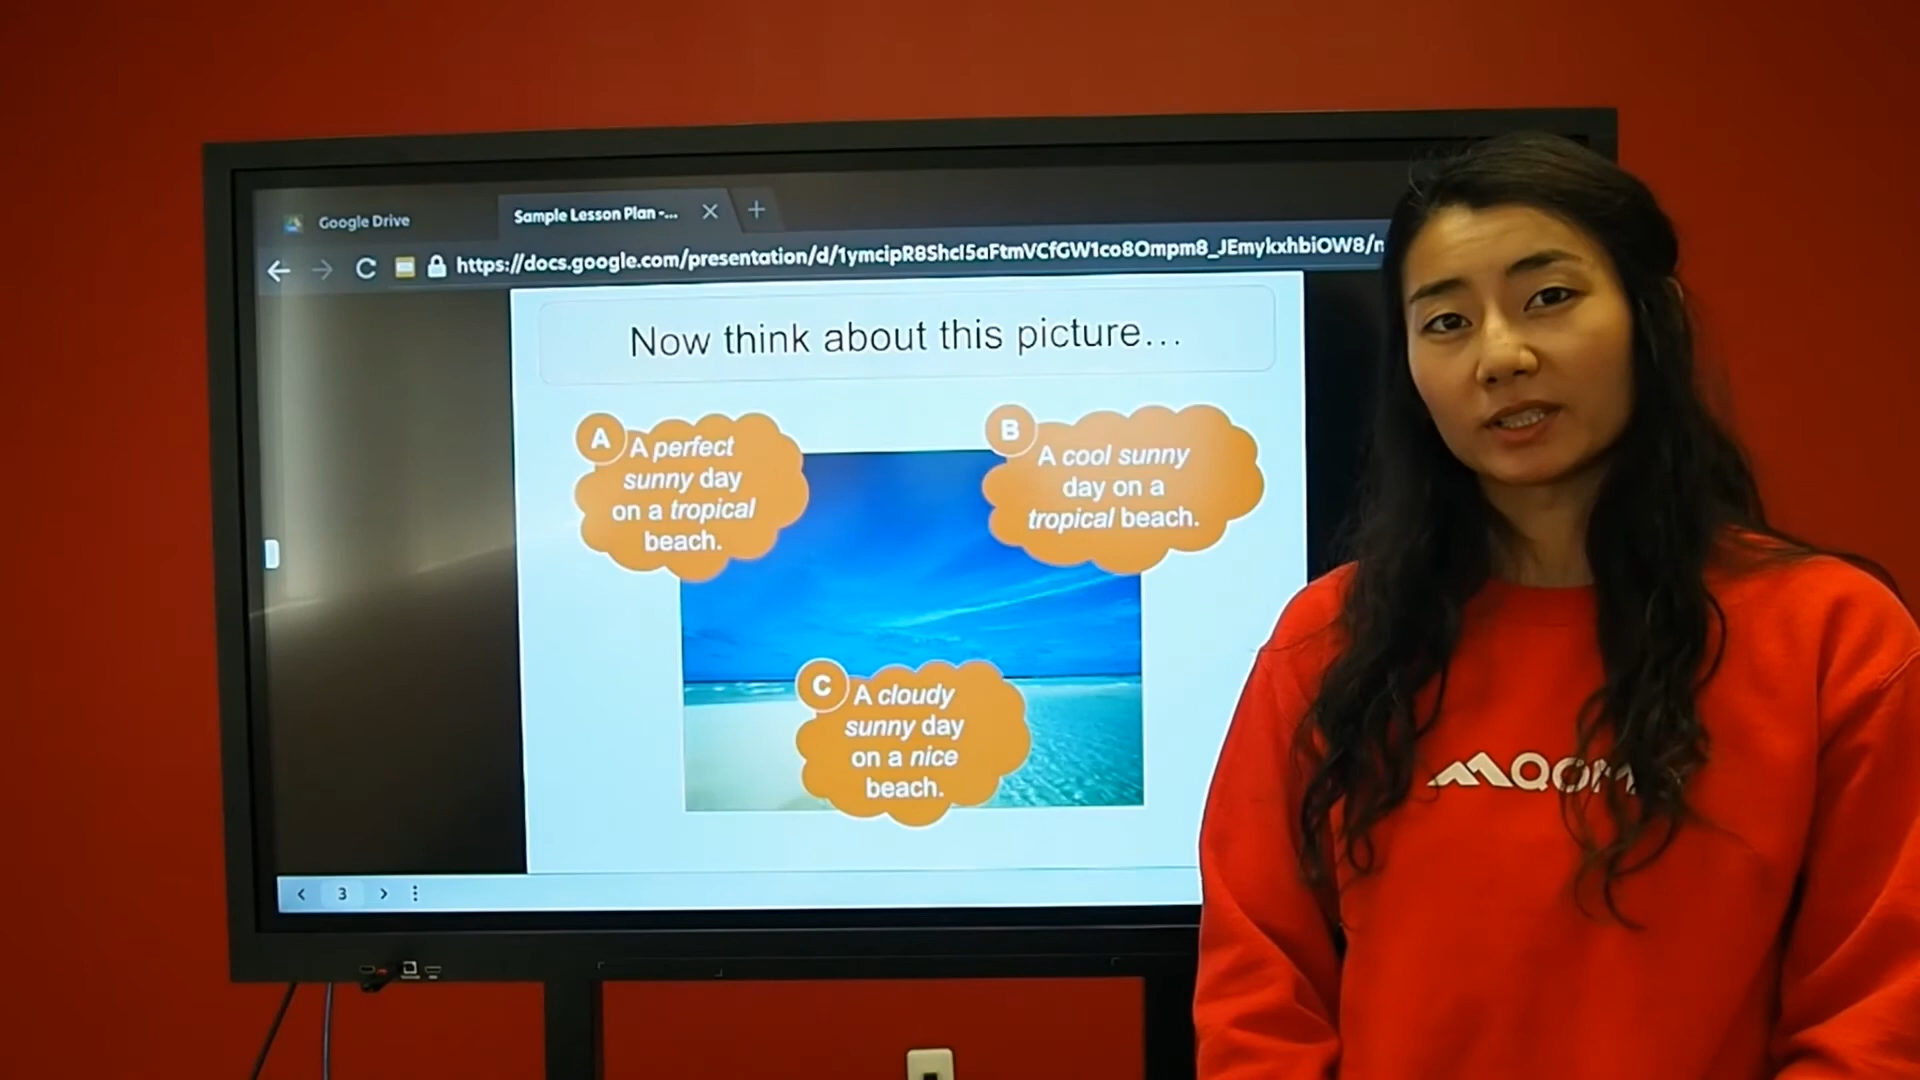 Google Drive
Sample Lesson Plan -...
https://docs.google.com/presentation/d/1ymcipR8ShcI5aFtmVCfGW1co8Ompm8_JEmykxhbiOW8/
Now think about this picture...
A
A perfect
sunny day
on a tropical
beach.
B
A cool sunny
day on a
tropical beach.
C
A cloudy
sunny day
on a nice
beach.
3